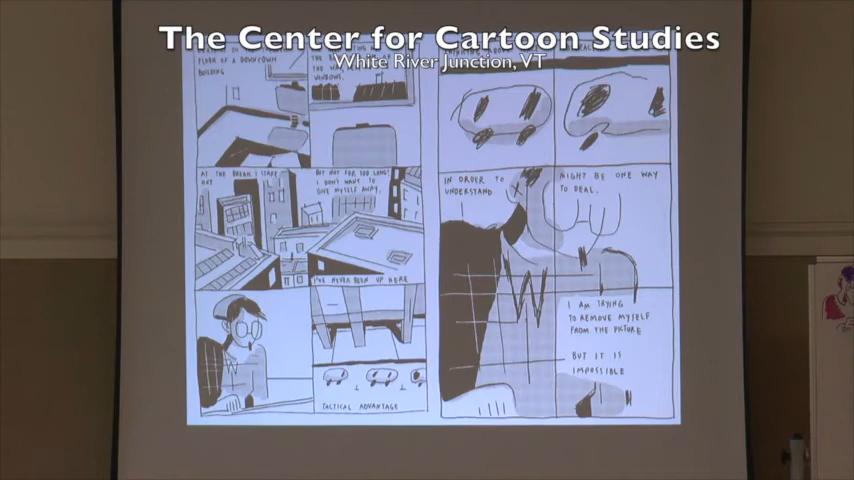 The Center for Cartoon Studies
White River Junction, VT
FLOOR OF A DOWNTOWN
BUILDING
WINDOWS.
AT THE BREAK I STARE
OUT
BUT NOT FOR TOO LONG!
I DON'T WANT TO
GIVE MYSELF AWAY.
I'VE NEVER BEEN UP HERE
TACTICAL ADVANTAGE
IN ORDER TO
UNDERSTAND
MIGHT BE ONE WAY
TO DEAL.
I AM TRYING
TO REMOVE MYSELF
FROM THE PICTURE
BUT IT IS
IMPOSSIBLE